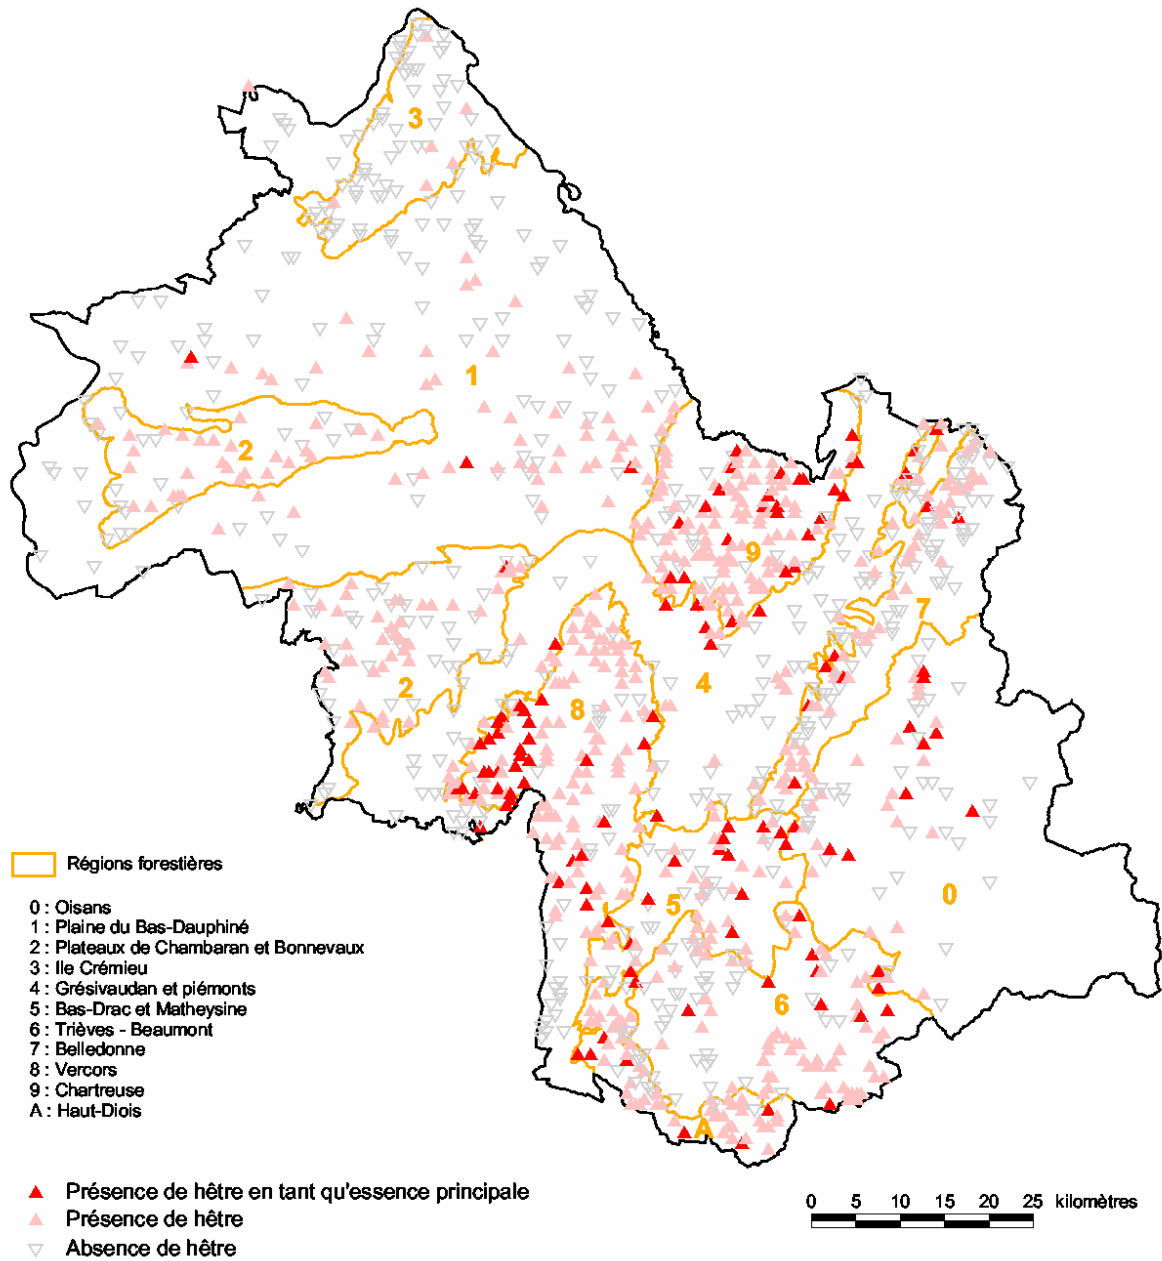 3
1
2
9
7
2
4
8
0
5
6
A
Régions forestières
0 : Oisans
1 : Plaine du Bas-Dauphiné
2 : Plateaux de Chambaran et Bonnevaux
3 : Ile Crémieu
4 : Grésivaudan et piémonts
5 : Bas-Drac et Matheysine
6 : Trièves - Beaumont
7 : Belledonne
8 : Vercors
9 : Chartreuse
A : Haut-Diois
Présence de hêtre en tant qu'essence principale
Présence de hêtre
Absence de hêtre
0 5 10 15 20 25 kilomètres